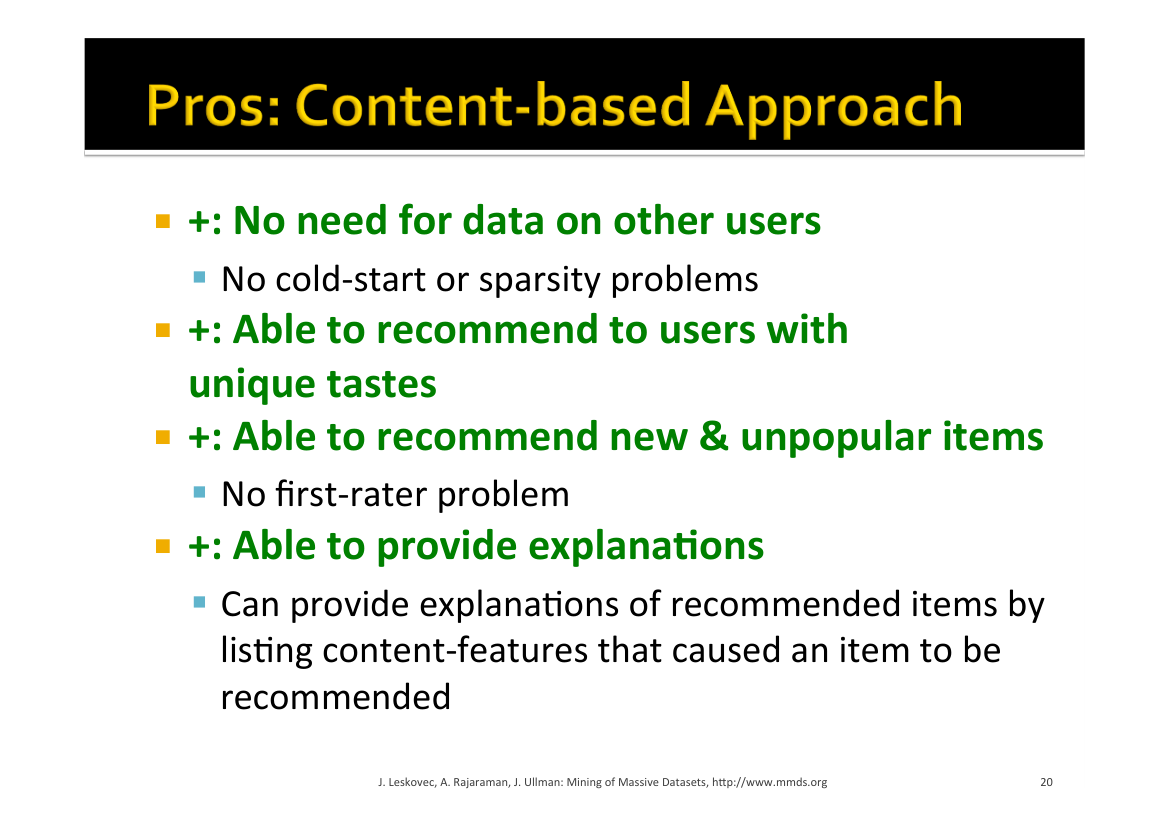 Pros: Content-based Approach
+: No need for data on other users
No cold-start or sparsity problems
+: Able to recommend to users with
unique tastes
+: Able to recommend new & unpopular items
No first-rater problem
+: Able to provide explanations
Can provide explanations of recommended items by
listing content-features that caused an item to be
recommended
J. Leskovec, A. Rajaraman, J. Ullman: Mining of Massive Datasets, http://www.mmds.org 20